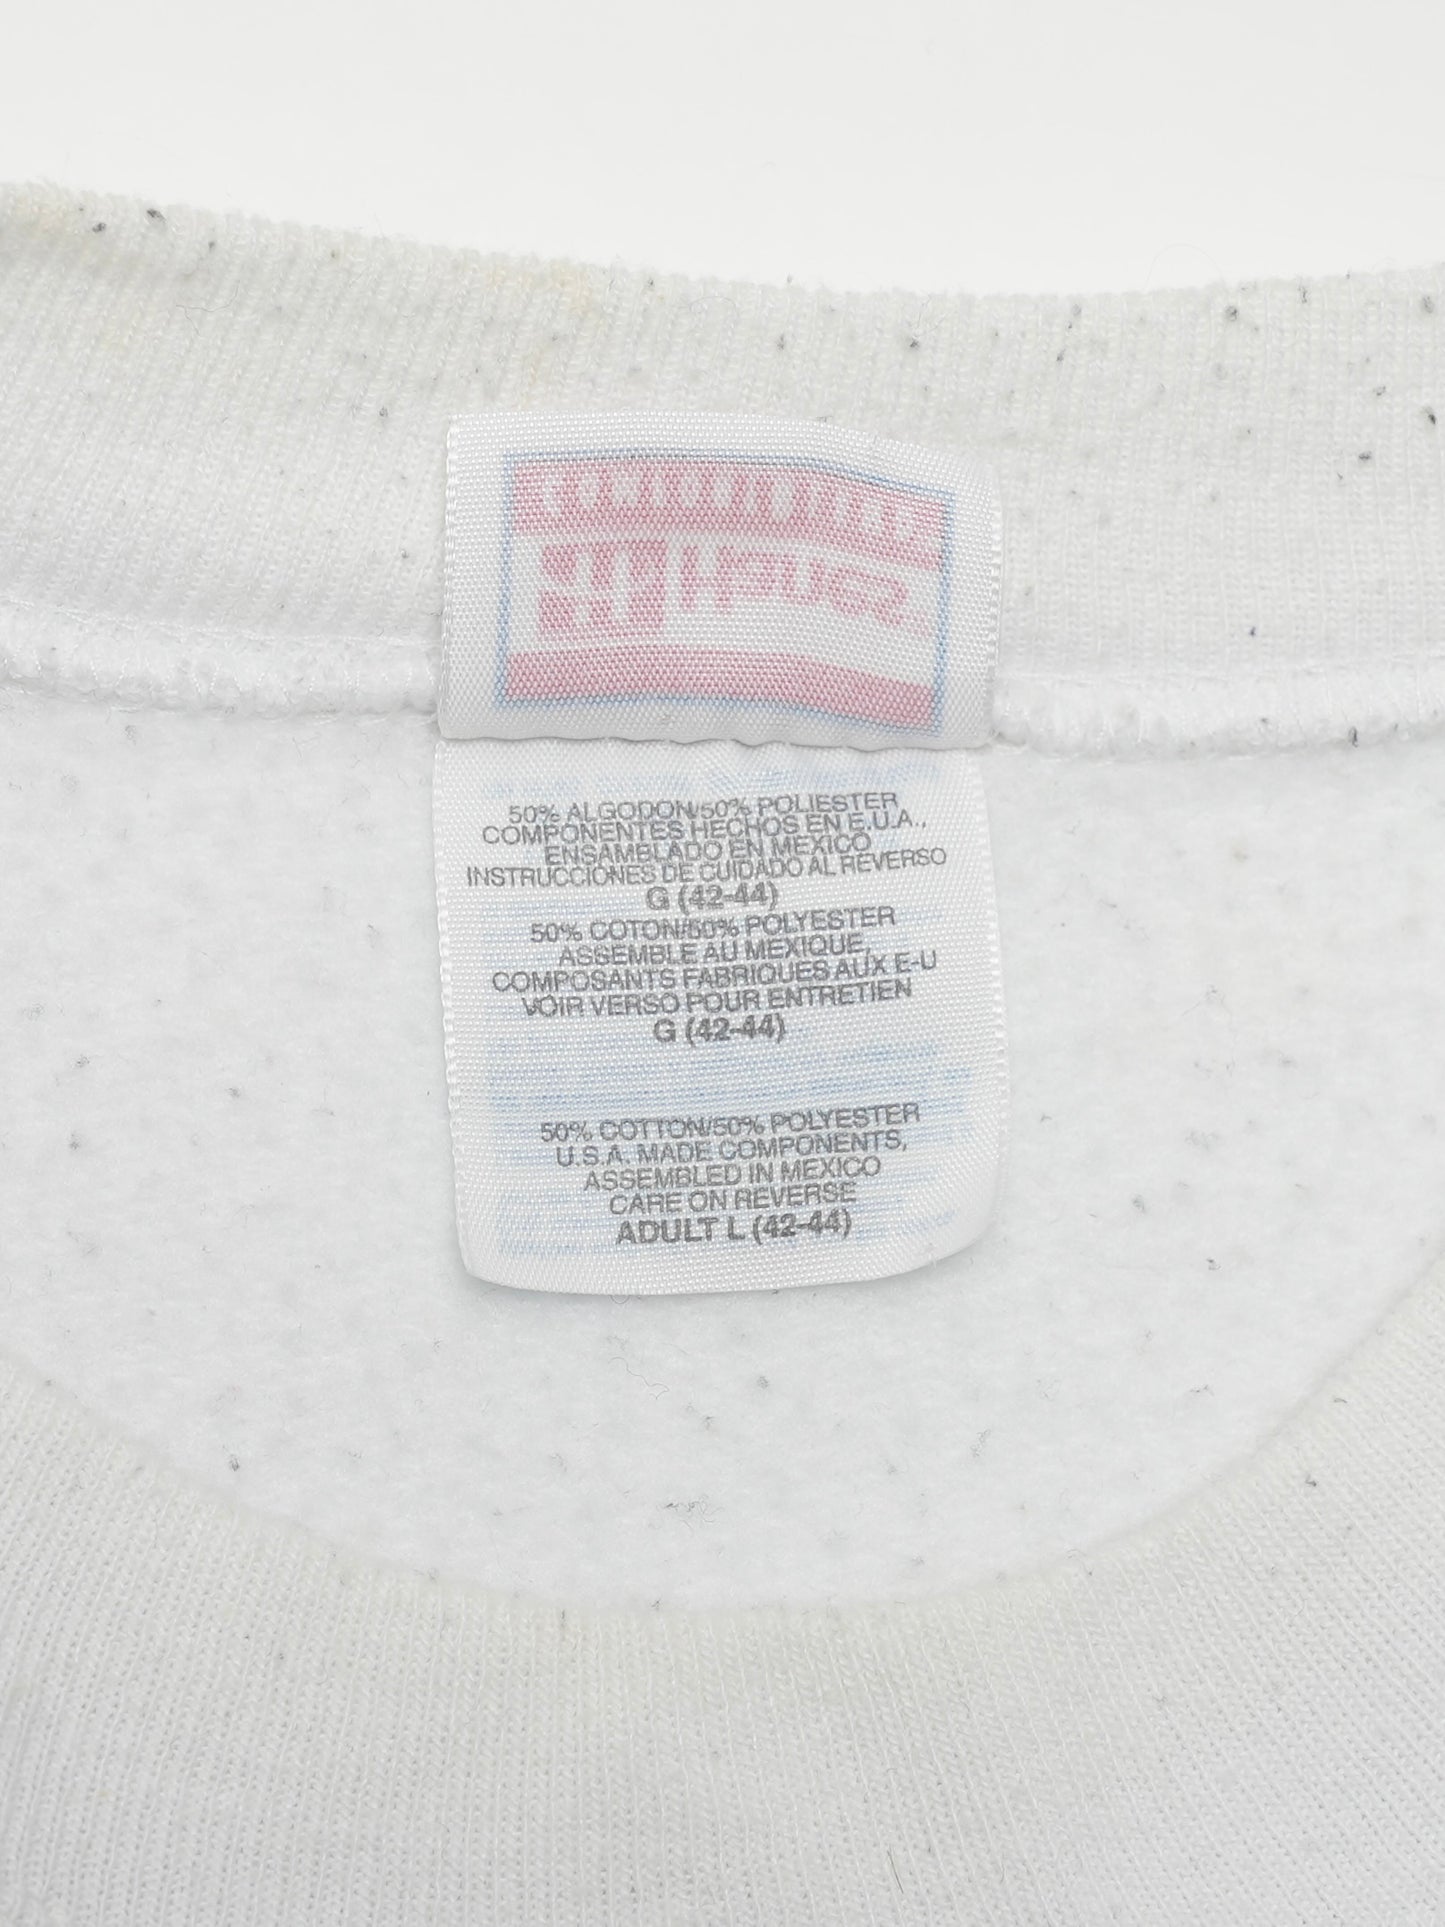 50% ALGODON/50% POLIESTER
COMPONENTES HECHOS EN E.U.A.,
ENSAMBLADO EN MEXICO
INSTRUCCIONES DE CUIDADO AL REVERSO
G (42-44)
50% COTON/50% POLYESTER
ASSEMBLE AU MEXIQUE,
COMPOSANTS FABRIQUES AUX E-U
VOIR VERSO POUR ENTRETIEN
G (42-44)
50% COTTON/50% POLYESTER
U.S.A. MADE COMPONENTS,
ASSEMBLED IN MEXICO
CARE ON REVERSE
ADULT L (42-44)